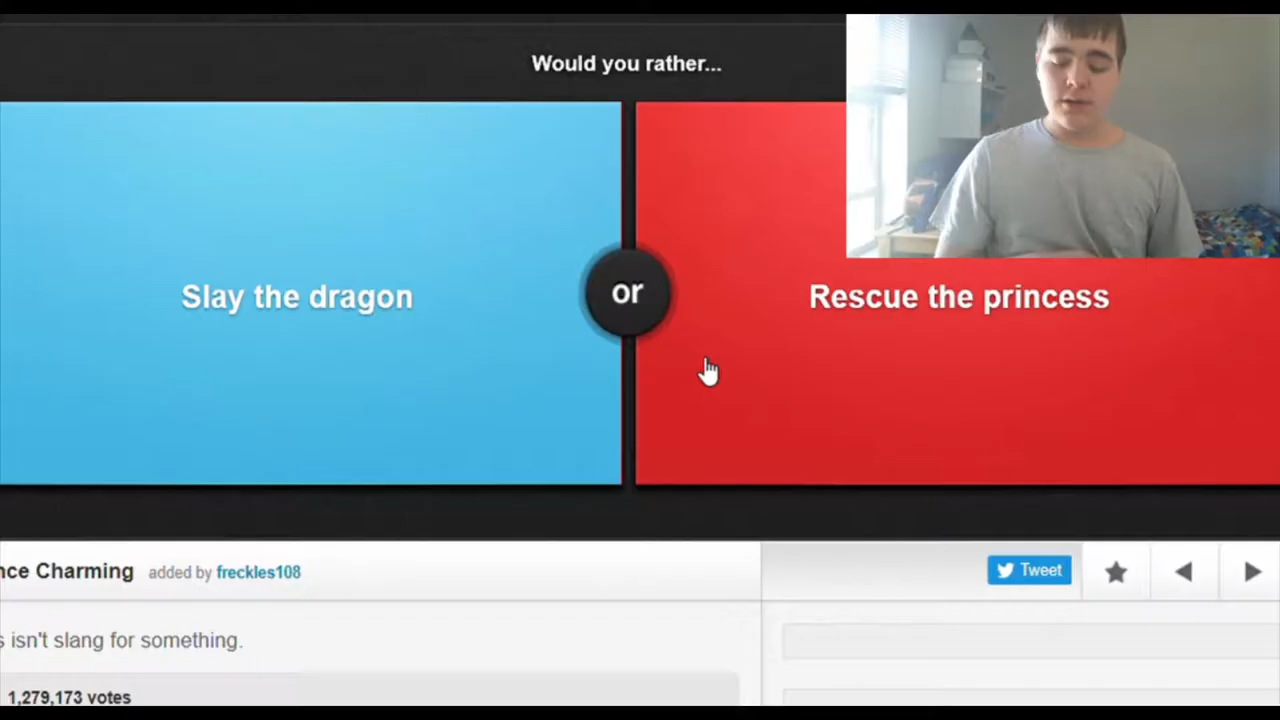 Would you rather...
Slay the dragon
or
Rescue the princess
nce Charming added by freckles108
Tweet
s isn't slang for something.
1,279,173 votes